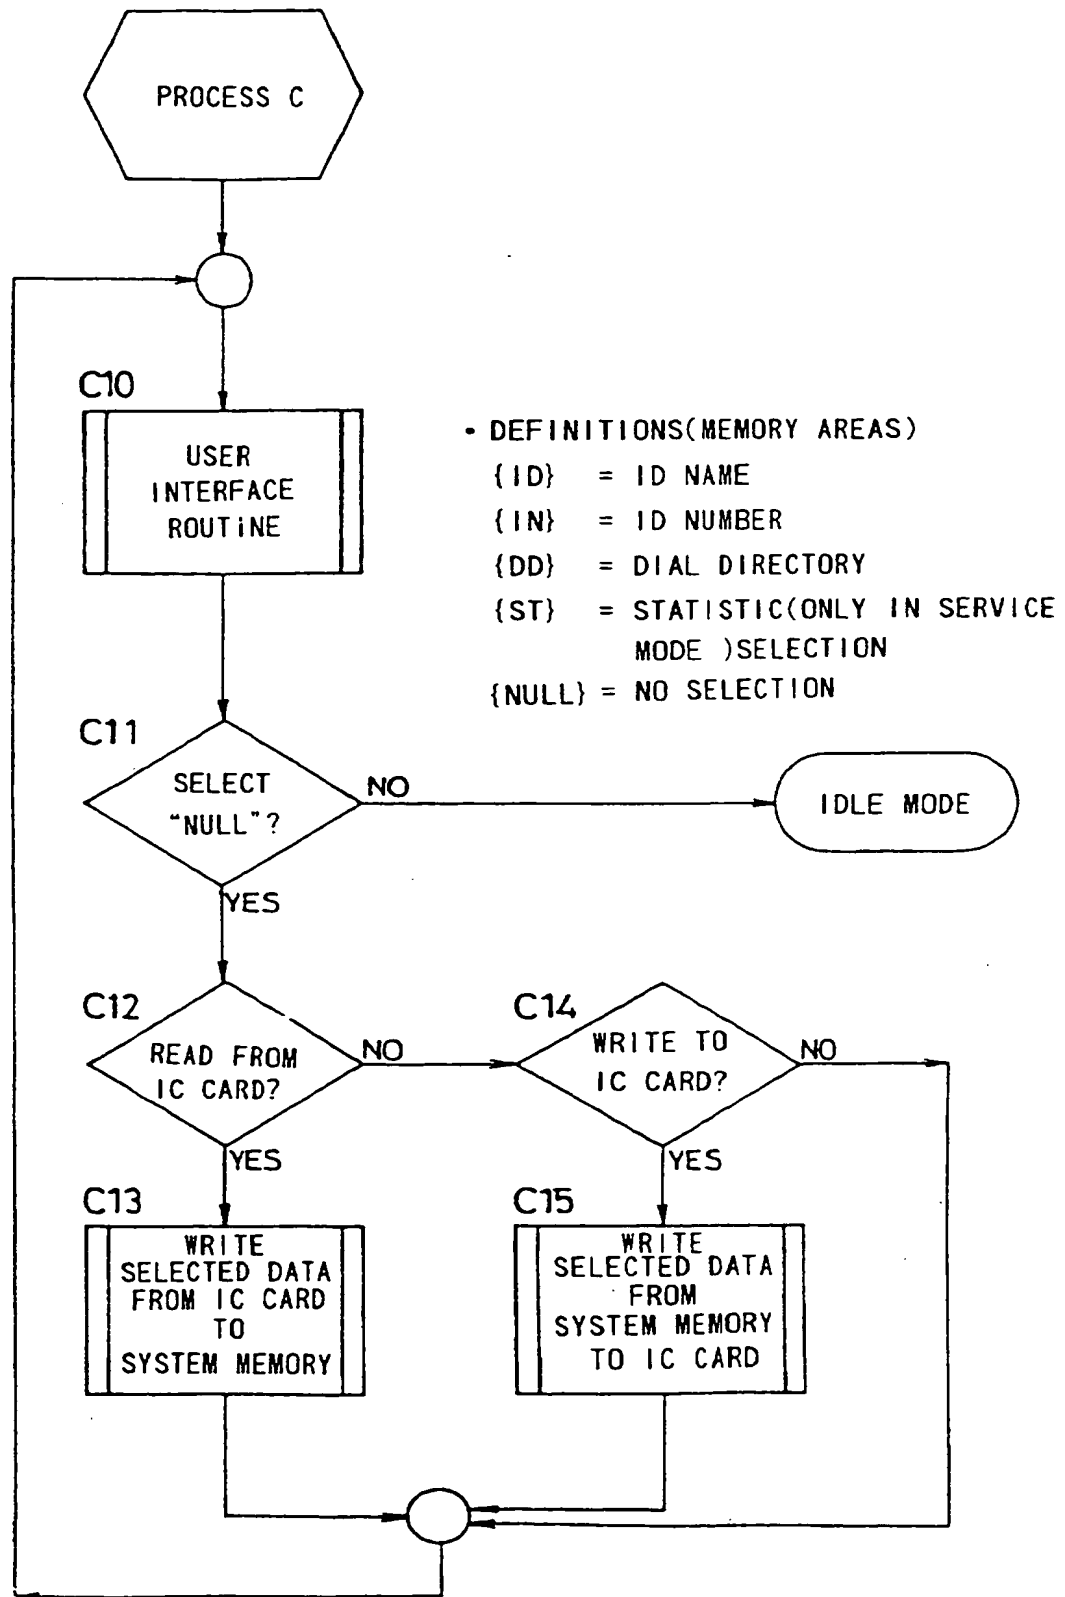 PROCESS C
C10
USER
INTERFACE
ROUTINE
• DEFINITIONS(MEMORY AREAS)
{ID} = ID NAME
{IN} = ID NUMBER
{DD} = DIAL DIRECTORY
{ST} = STATISTIC(ONLY IN SERVICE
MODE )SELECTION
{NULL} = NO SELECTION
C11
SELECT
"NULL"?
NO
IDLE MODE
YES
C12
READ FROM
IC CARD?
NO
C14
WRITE TO
IC CARD?
NO
YES
YES
C13
WRITE
SELECTED DATA
FROM IC CARD
TO
SYSTEM MEMORY
C15
WRITE
SELECTED DATA
FROM
SYSTEM MEMORY
TO IC CARD